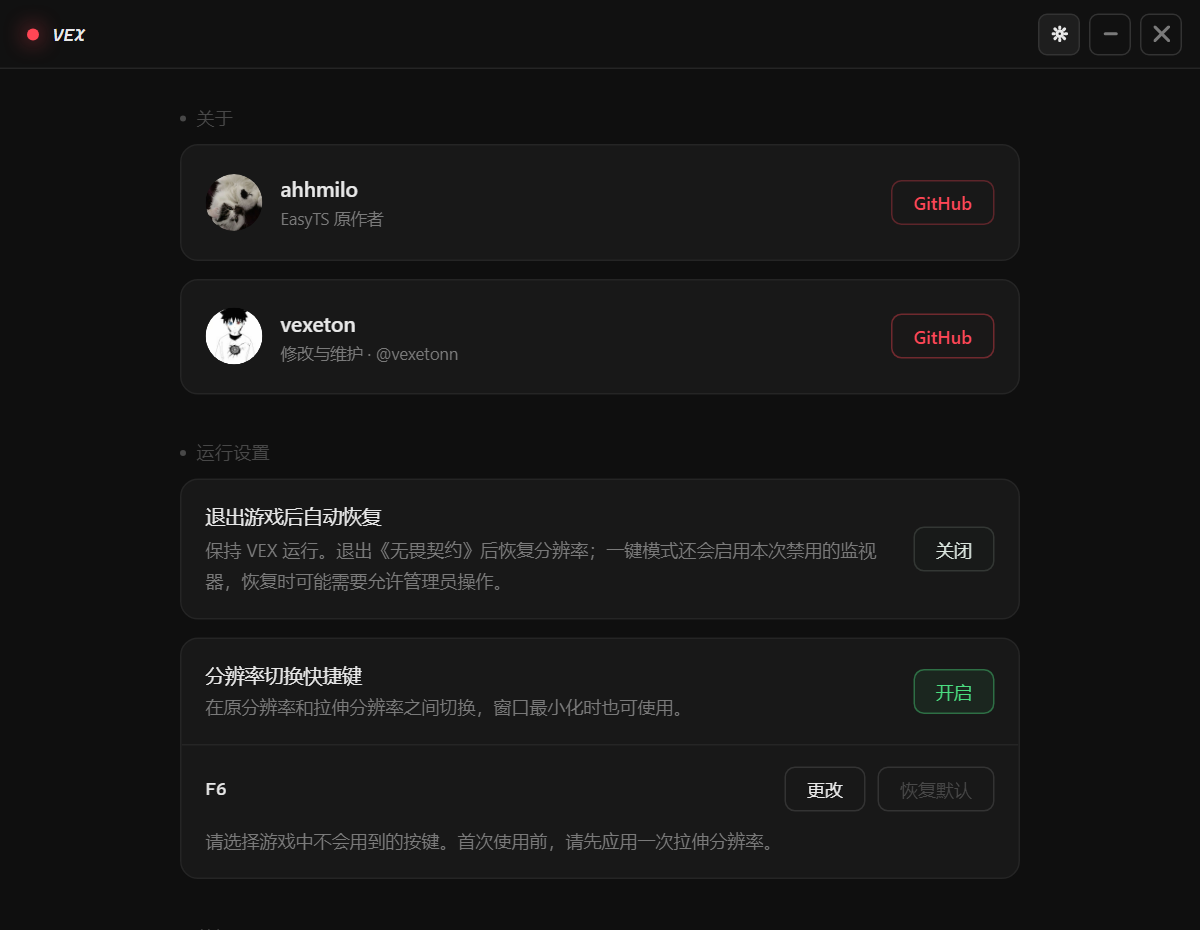 VEX
关于
ahhmilo
EasyTS 原作者
GitHub
vexeton
修改与维护 · @vexetonn
GitHub
运行设置
退出游戏后自动恢复
保持 VEX 运行。退出《无畏契约》后恢复分辨率；一键模式还会启用本次禁用的监视
器，恢复时可能需要允许管理员操作。
关闭
分辨率切换快捷键
在原分辨率和拉伸分辨率之间切换，窗口最小化时也可使用。
开启
F6
更改
恢复默认
请选择游戏中不会用到的按键。首次使用前，请先应用一次拉伸分辨率。